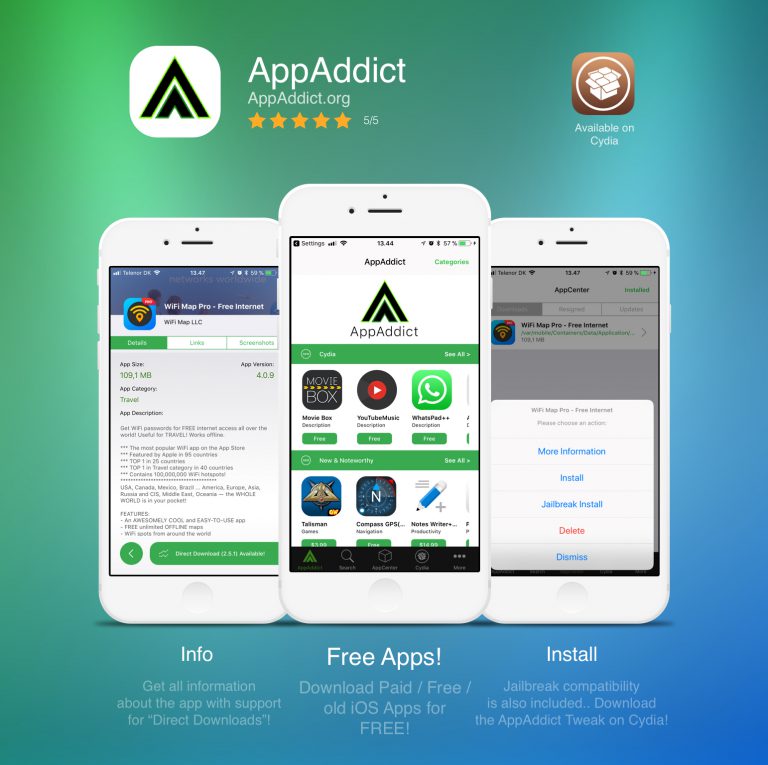 AppAddict
AppAddict.org
5/5
Available on
Cydia
Telenor DK 13.47 59 %
networks worldwide
PRO
WiFi Map Pro - Free Internet
WiFi Map LLC
Details Links Screenshots
App Size: App Version:
109,1 MB 4.0.9
App Category:
Travel
App Description:
Get WiFi passwords for FREE internet access all over the
world! Useful for TRAVEL! Works offline.
*** The most popular WiFi app on the App Store
*** Featured by Apple in 95 countries
*** TOP 1 in 25 countries
*** TOP 1 in Travel category in 40 countries
*** Contains 100,000,000 WiFi hotspots!
USA, Canada, Mexico, Brazil ... America, Europe, Asia,
Russia and CIS, Middle East, Oceania — the WHOLE
WORLD is in your pocket!
FEATURES:
- An AWESOMELY COOL and EASY-TO-USE app
- FREE unlimited OFFLINE maps
- WiFi spots from around the world
Direct Download (2.5.1) Available!
Settings 13.44 57 %
AppAddict Categories
AppAddict
Cydia See All >
MOVIE
BOX
Movie Box YouTubeMusic WhatsPad++
Description Description Description
Free Free Free
New & Noteworthy See All >
N
Talisman Compass GPS(... Notes Writer+...
Games Navigation Productivity
$3.99 Free $14.99
AppAddict Search AppCenter Cydia More
Telenor DK 13.47 59 %
AppCenter Installed
Downloads Resigned Updates
WiFi Map Pro - Free Internet
/var/mobile/Containers/Data/Application/...
109,1 MB
WiFi Map Pro - Free Internet
Please choose an action:
More Information
Install
Jailbreak Install
Delete
Dismiss
Info
Get all information
about the app with support
for “Direct Downloads”!
Free Apps!
Download Paid / Free /
old iOS Apps for
FREE!
Install
Jailbreak compatibility
is also included.. Download
the AppAddict Tweak on Cydia!